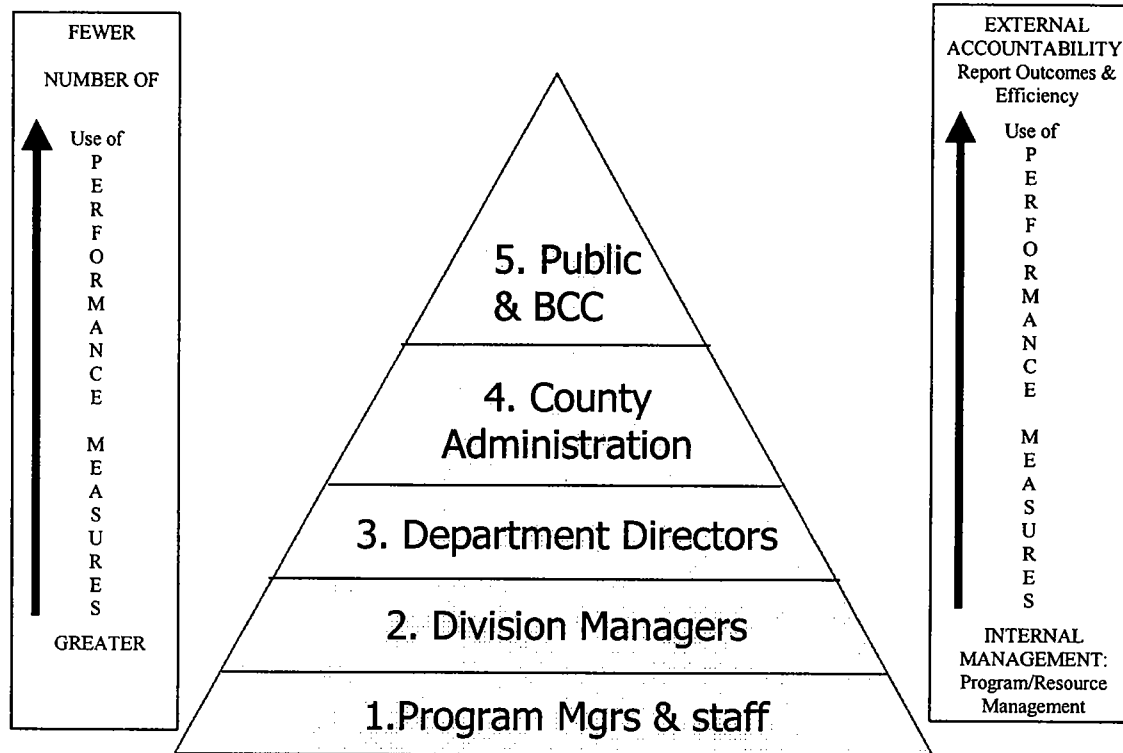 FEWER
NUMBER OF
Use of
P
E
R
F
O
R
M
A
N
C
E
M
E
A
S
U
R
E
S
GREATER
5. Public
& BCC
4. County
Administration
3. Department Directors
2. Division Managers
1.Program Mgrs & staff
EXTERNAL
ACCOUNTABILITY
Report Outcomes &
Efficiency
Use of
P
E
R
F
O
R
M
A
N
C
E
M
E
A
S
U
R
E
S
INTERNAL
MANAGEMENT:
Program/Resource
Management